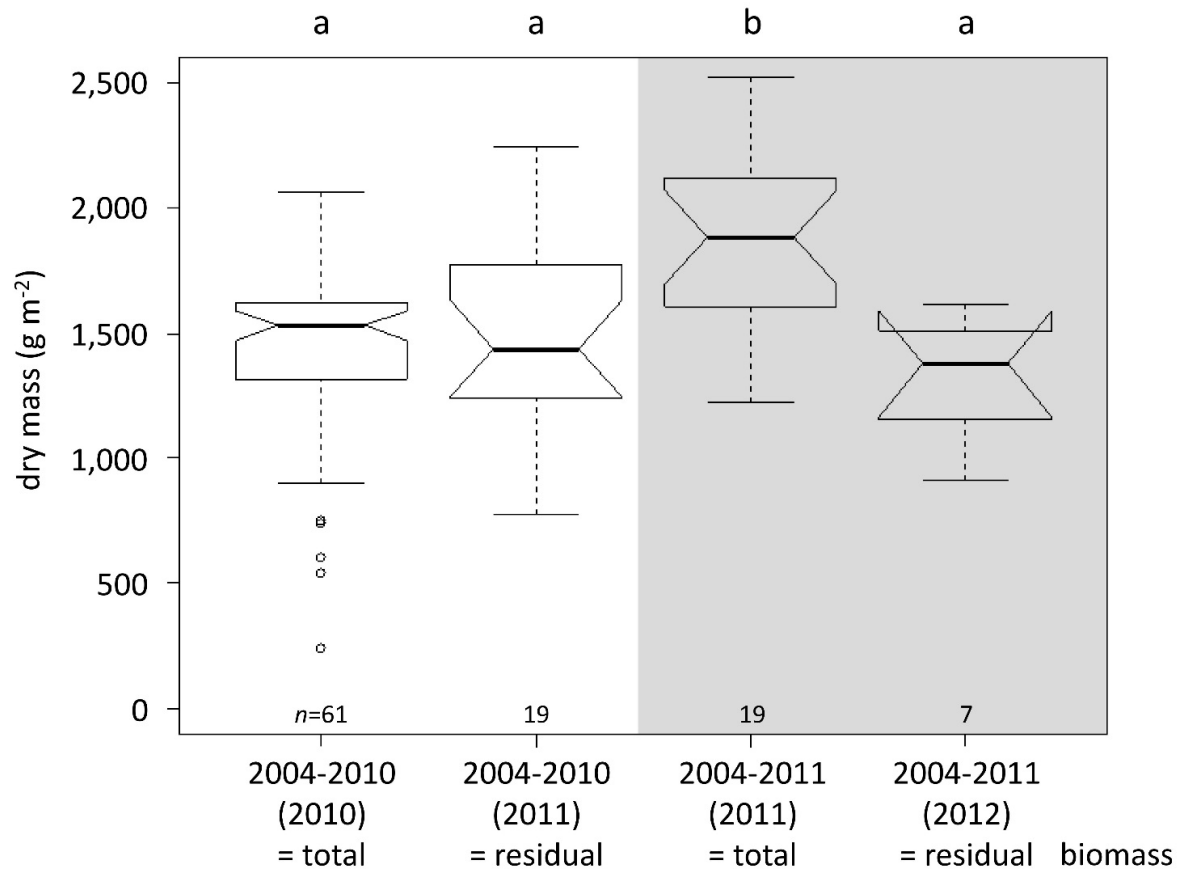 a a b a
2,500
2,000
1,500
1,000
500
0
dry mass (g m-2)
n=61 19 19 7
2004-2010 2004-2010 2004-2011 2004-2011
(2010) (2011) (2011) (2012)
= total = residual = total = residual biomass